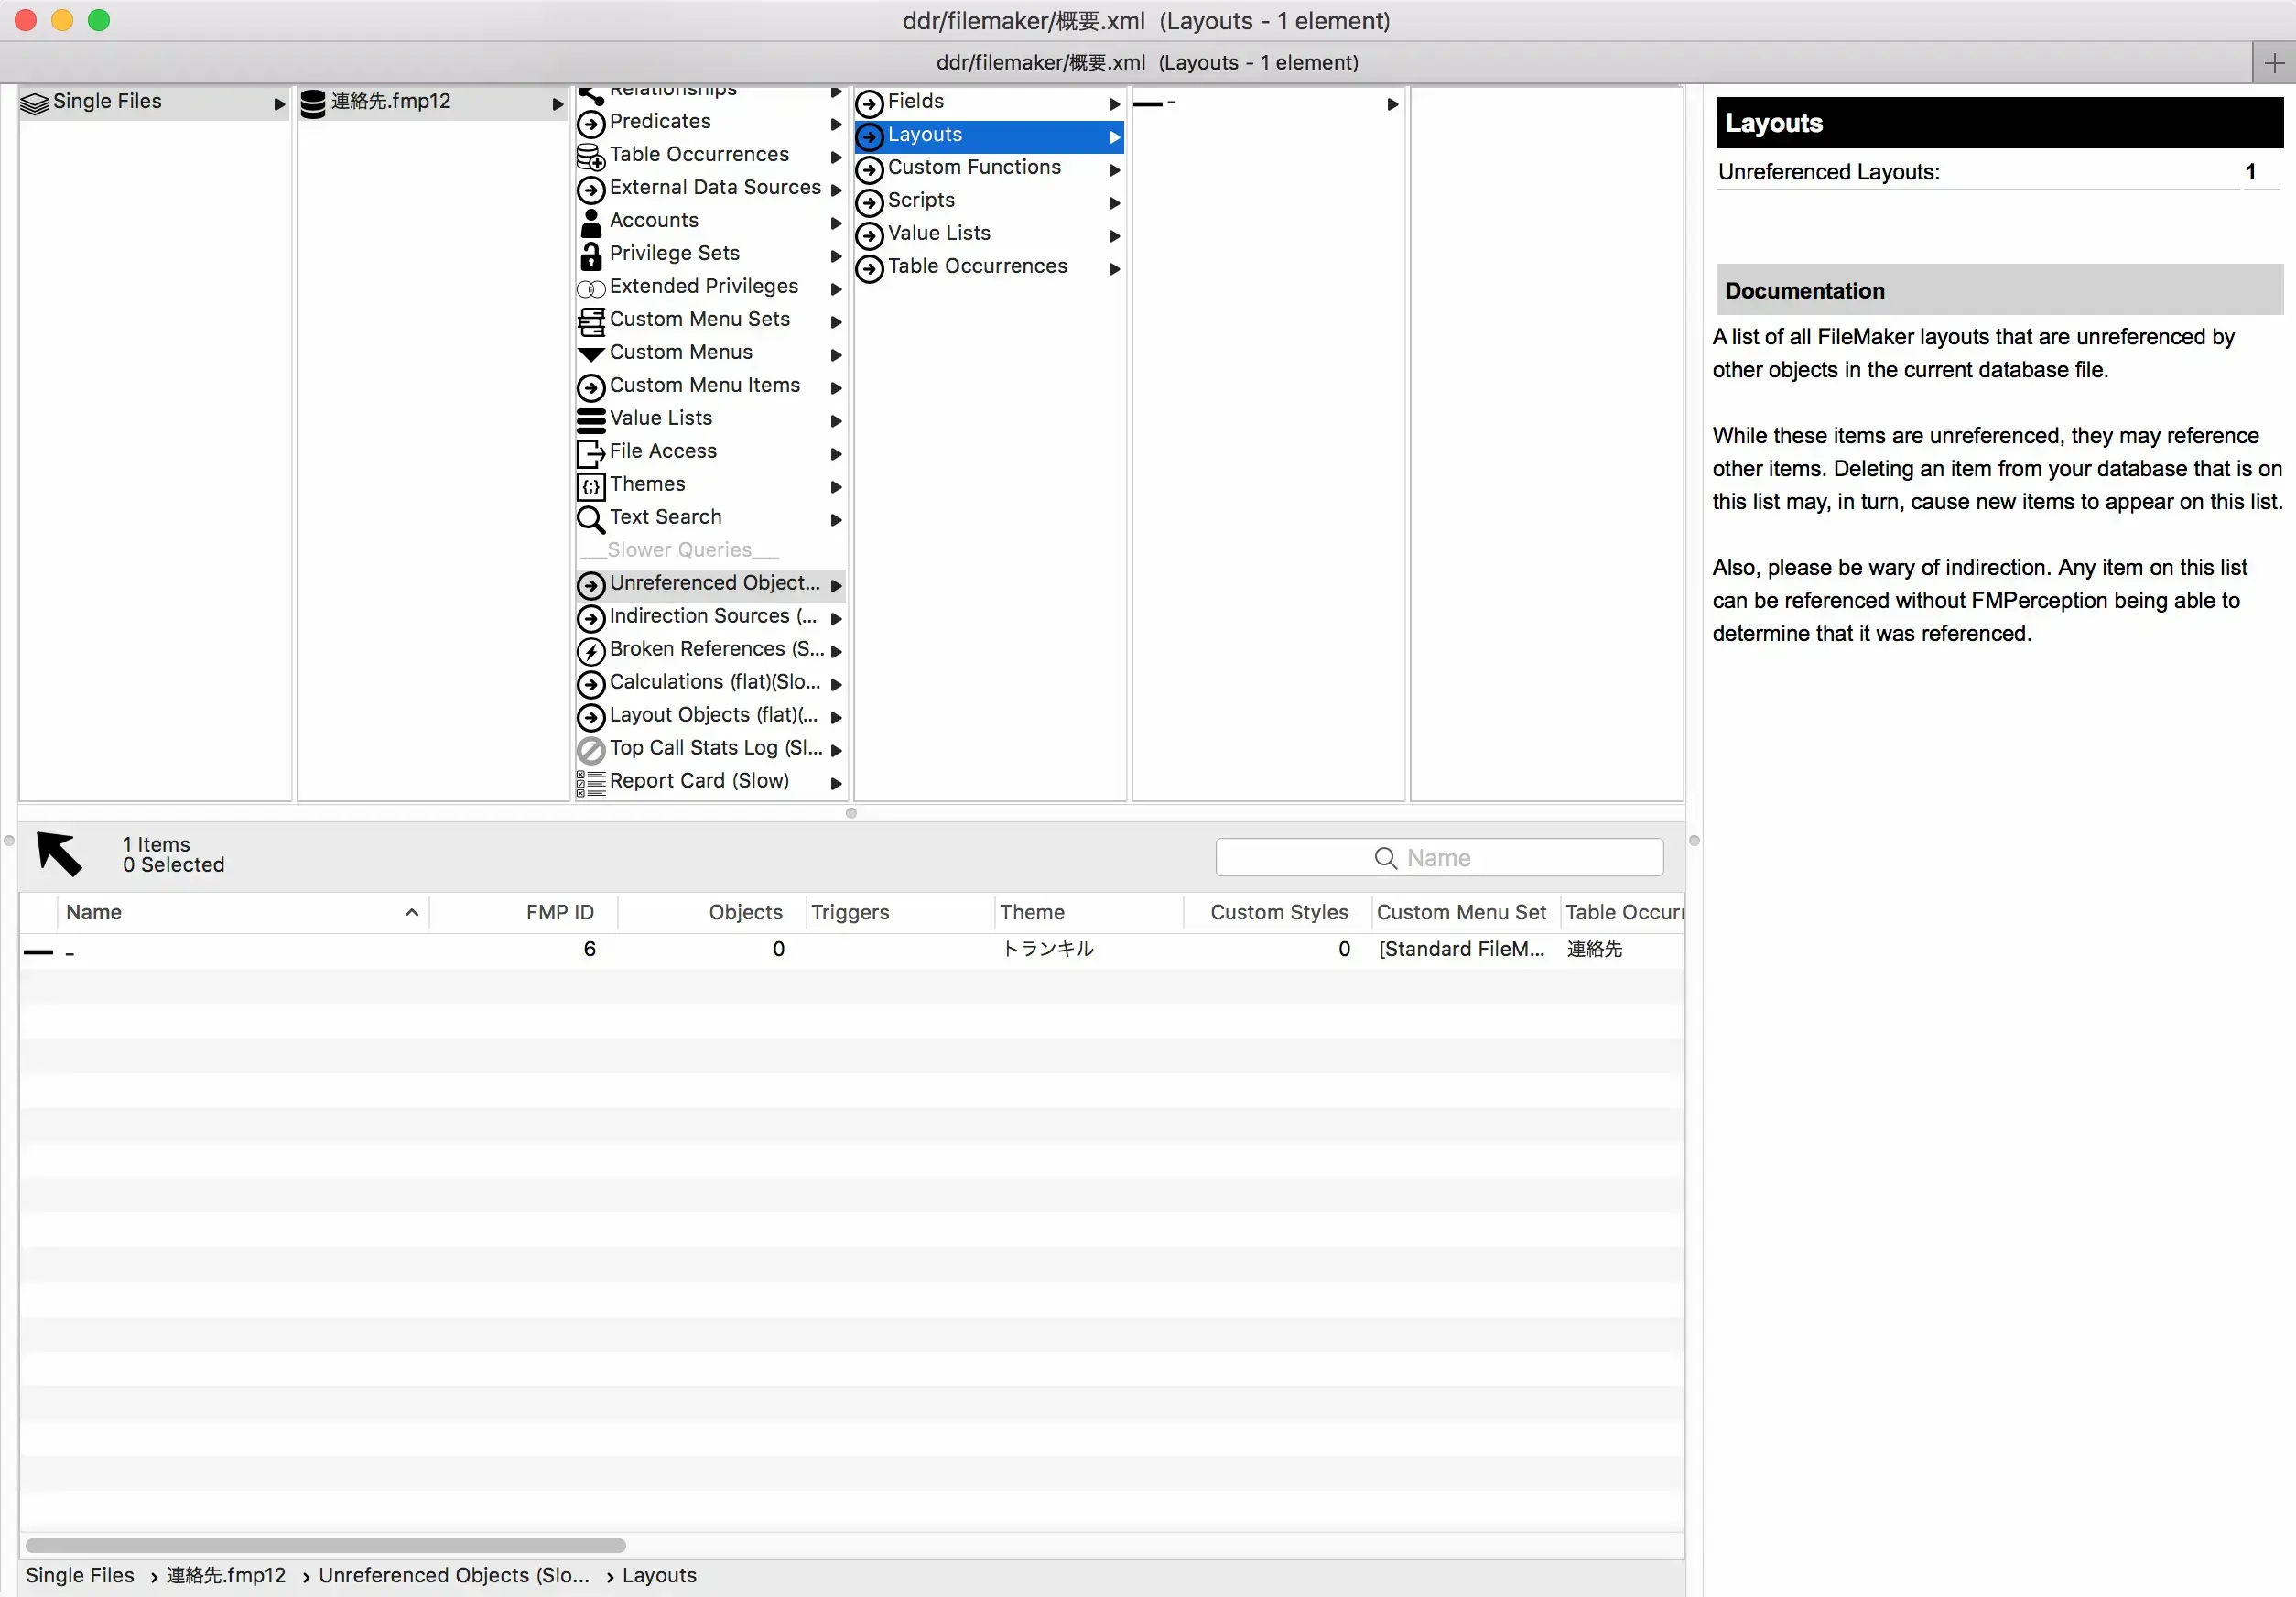 ddr/filemaker/概要.xml (Layouts - 1 element)
ddr/filemaker/概要.xml (Layouts - 1 element)
Single Files
連絡先.fmp12
Relationships
Predicates
Table Occurrences
External Data Sources
Accounts
Privilege Sets
Extended Privileges
Custom Menu Sets
Custom Menus
Custom Menu Items
Value Lists
File Access
Themes
Text Search
___Slower Queries___
Unreferenced Object...
Indirection Sources (...
Broken References (S...
Calculations (flat)(Slo...
Layout Objects (flat)(...
Top Call Stats Log (Sl...
Report Card (Slow)
Fields
Layouts
Custom Functions
Scripts
Value Lists
Table Occurrences
-
Layouts
Unreferenced Layouts: 1
Documentation
A list of all FileMaker layouts that are unreferenced by
other objects in the current database file.
While these items are unreferenced, they may reference
other items. Deleting an item from your database that is on
this list may, in turn, cause new items to appear on this list.
Also, please be wary of indirection. Any item on this list
can be referenced without FMPerception being able to
determine that it was referenced.
1 Items
0 Selected
Name
Name FMP ID Objects Triggers Theme Custom Styles Custom Menu Set Table Occurr
- 6 0 トランキル 0 [Standard FileM... 連絡先
Single Files › 連絡先.fmp12 › Unreferenced Objects (Slo... › Layouts